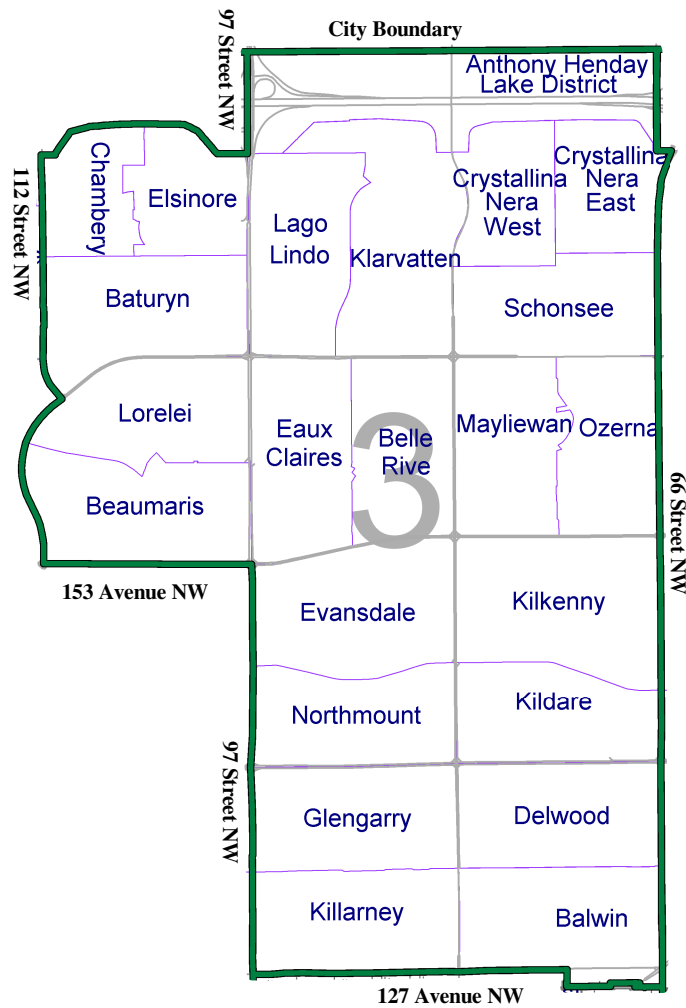 City Boundary
97 Street NW
Anthony Henday
Lake District
112 Street NW
Chambery
Elsinore
Lago
Lindo
Klarvatten
Crystallina
Nera
West
Crystallina
Nera
East
Baturyn
Schonsee
Lorelei
Eaux
Claires
3
Belle
Rive
Mayliewan
Ozerna
Beaumaris
66 Street NW
153 Avenue NW
Evansdale
Kilkenny
Northmount
Kildare
97 Street NW
Glengarry
Delwood
Killarney
Balwin
127 Avenue NW